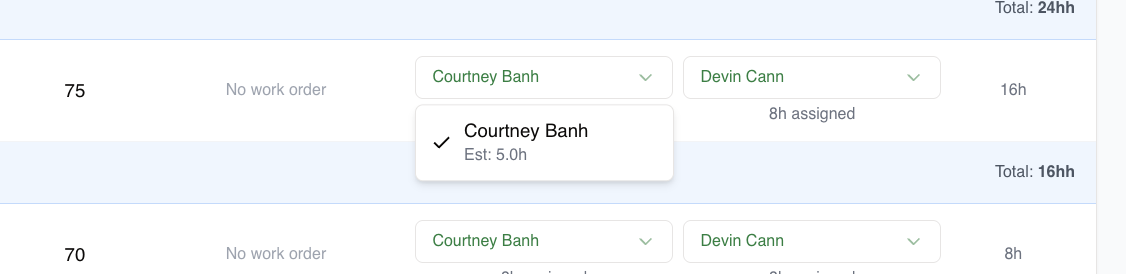 Total: 24hh
75 No work order Courtney Banh Devin Cann 16h
8h assigned
Courtney Banh
Est: 5.0h
Total: 16hh
70 No work order Courtney Banh Devin Cann 8h